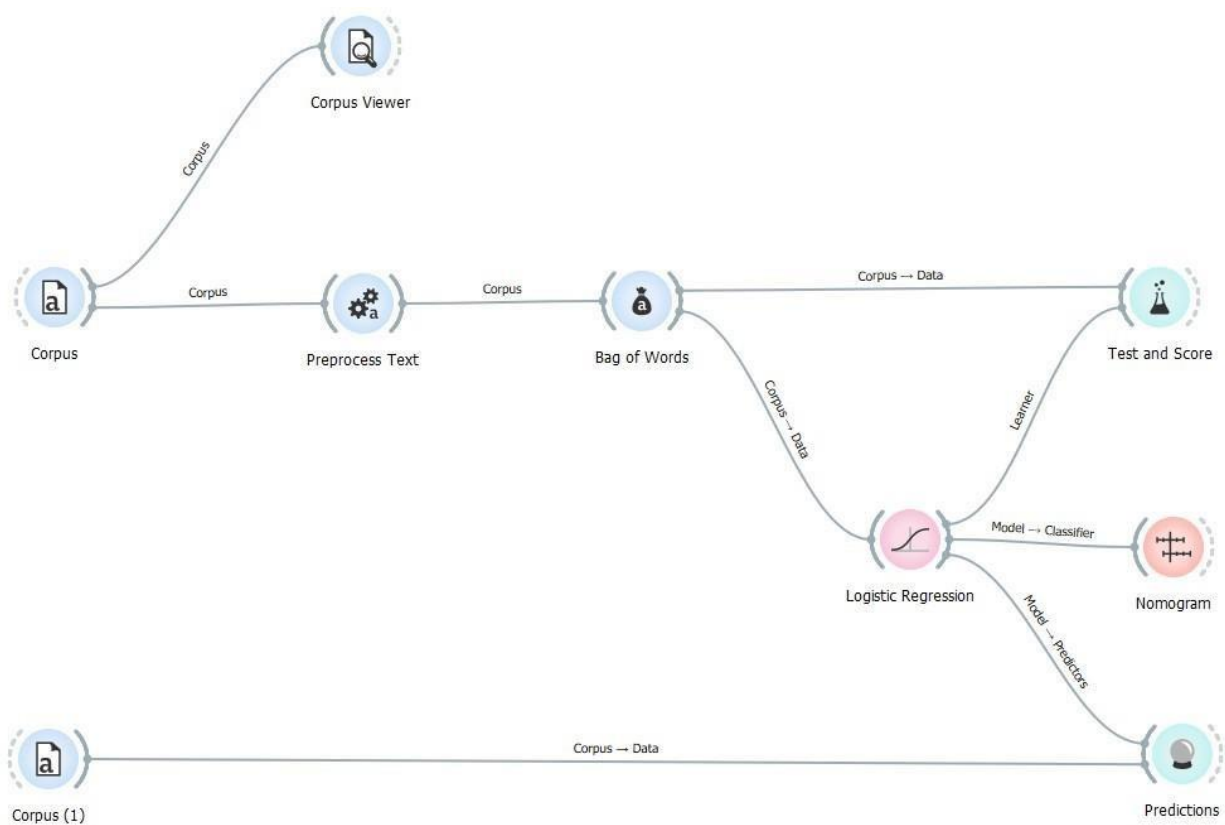 Corpus Viewer
Corpus
Corpus
Corpus
Corpus → Data
Corpus
Preprocess Text
Bag of Words
Test and Score
Corpus → Data
Learner
Model → Classifier
Logistic Regression
Nomogram
Model → Predictors
Corpus → Data
Corpus (1)
Predictions
a
a
a
a